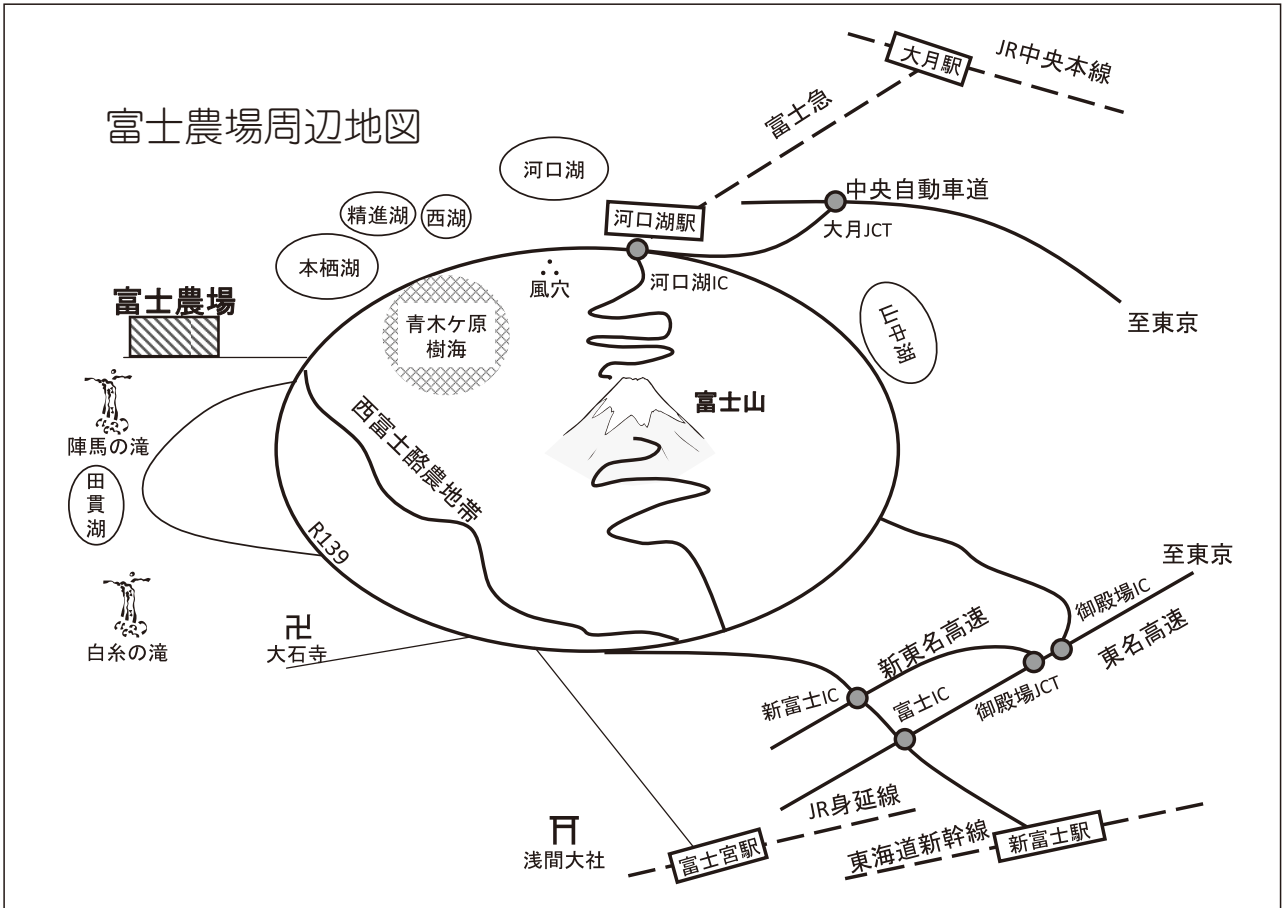 大月駅
JR中央本線
富士急
富士農場周辺地図
河口湖
中央自動車道
精進湖
西湖
河口湖駅
大月JCT
本栖湖
風穴
河口湖IC
富士農場
山中湖
至東京
青木ケ原
樹海
富士山
西富士酪農地帯
陣馬の滝
田
貫
湖
R139
至東京
御殿場IC
東名高速
白糸の滝
卍
大石寺
新東名高速
新富士IC
富士IC
御殿場JCT
JR身延線
浅間大社
富士宮駅
東海道新幹線
新富士駅